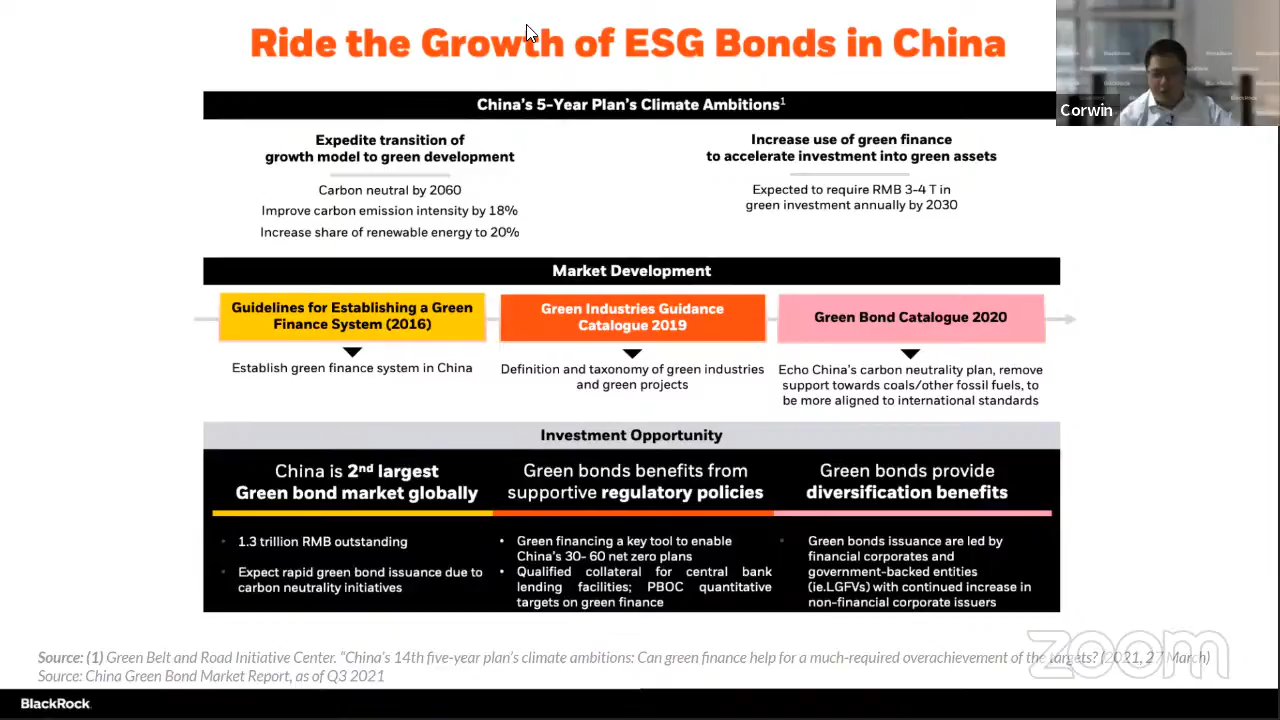 Ride the Growth of ESG Bonds in China
Corwin
China's 5-Year Plan's Climate Ambitions1
Expedite transition of
growth model to green development
Carbon neutral by 2060
Improve carbon emission intensity by 18%
Increase share of renewable energy to 20%
Increase use of green finance
to accelerate investment into green assets
Expected to require RMB 3-4 T in
green investment annually by 2030
Market Development
Guidelines for Establishing a Green
Finance System (2016)
Establish green finance system in China
Green Industries Guidance
Catalogue 2019
Definition and taxonomy of green industries
and green projects
Green Bond Catalogue 2020
Echo China's carbon neutrality plan, remove
support towards coals/other fossil fuels, to
be more aligned to international standards
Investment Opportunity
China is 2nd largest
Green bond market globally
• 1.3 trillion RMB outstanding
• Expect rapid green bond issuance due to
carbon neutrality initiatives
Green bonds benefits from
supportive regulatory policies
• Green financing a key tool to enable
China's 30- 60 net zero plans
• Qualified collateral for central bank
lending facilities; PBOC quantitative
targets on green finance
Green bonds provide
diversification benefits
• Green bonds issuance are led by
financial corporates and
government-backed entities
(ie.LGFVs) with continued increase in
non-financial corporate issuers
zoom
Source: (1) Green Belt and Road Initiative Center. "China's 14th five-year plan's climate ambitions: Can green finance help for a much-required overachievement of the targets? (2021, 27 March)
Source: China Green Bond Market Report, as of Q3 2021
BlackRock